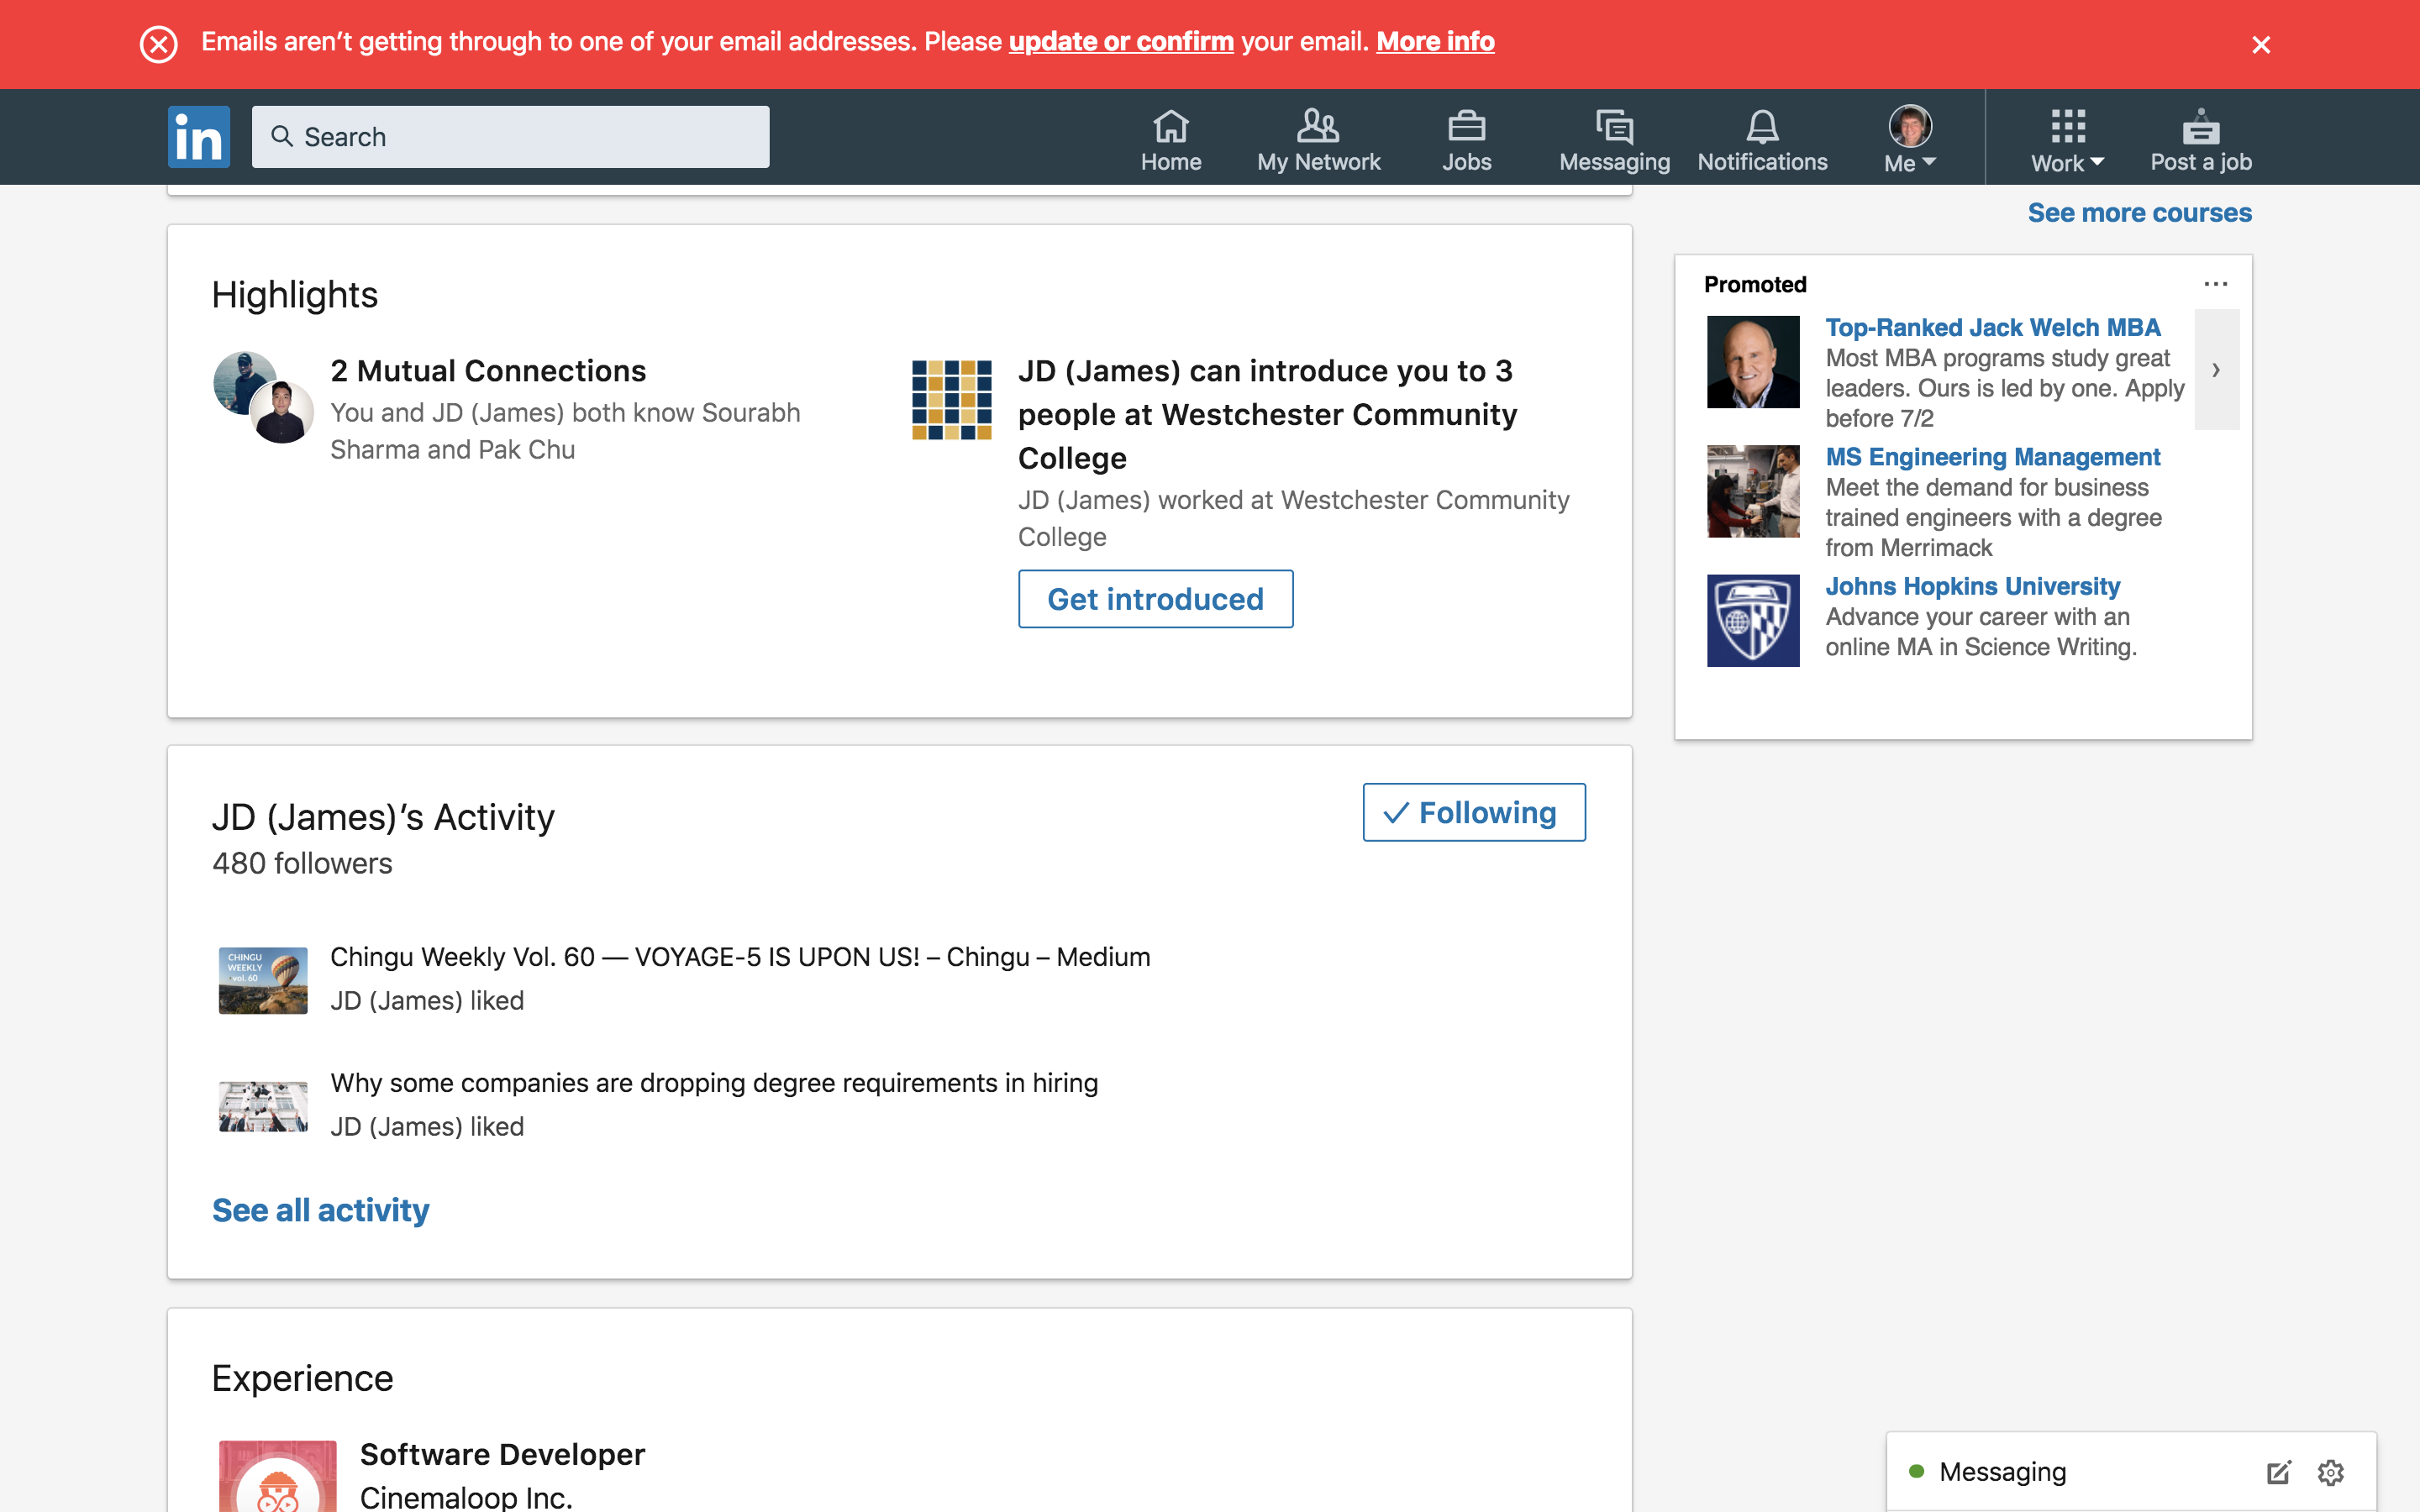 Emails aren’t getting through to one of your email addresses. Please update or confirm your email. More info
in
Search
Home
My Network
Jobs
Messaging
Notifications
Me
Work
Post a job
See more courses
Highlights
2 Mutual Connections
You and JD (James) both know Sourabh
Sharma and Pak Chu
JD (James) can introduce you to 3
people at Westchester Community
College
JD (James) worked at Westchester Community
College
Get introduced
Promoted
Top-Ranked Jack Welch MBA
Most MBA programs study great
leaders. Ours is led by one. Apply
before 7/2
MS Engineering Management
Meet the demand for business
trained engineers with a degree
from Merrimack
Johns Hopkins University
Advance your career with an
online MA in Science Writing.
JD (James)’s Activity
480 followers
Following
CHINGU
WEEKLY
vol. 60
Chingu Weekly Vol. 60 — VOYAGE-5 IS UPON US! – Chingu – Medium
JD (James) liked
Why some companies are dropping degree requirements in hiring
JD (James) liked
See all activity
Experience
Software Developer
Cinemaloop Inc.
Messaging